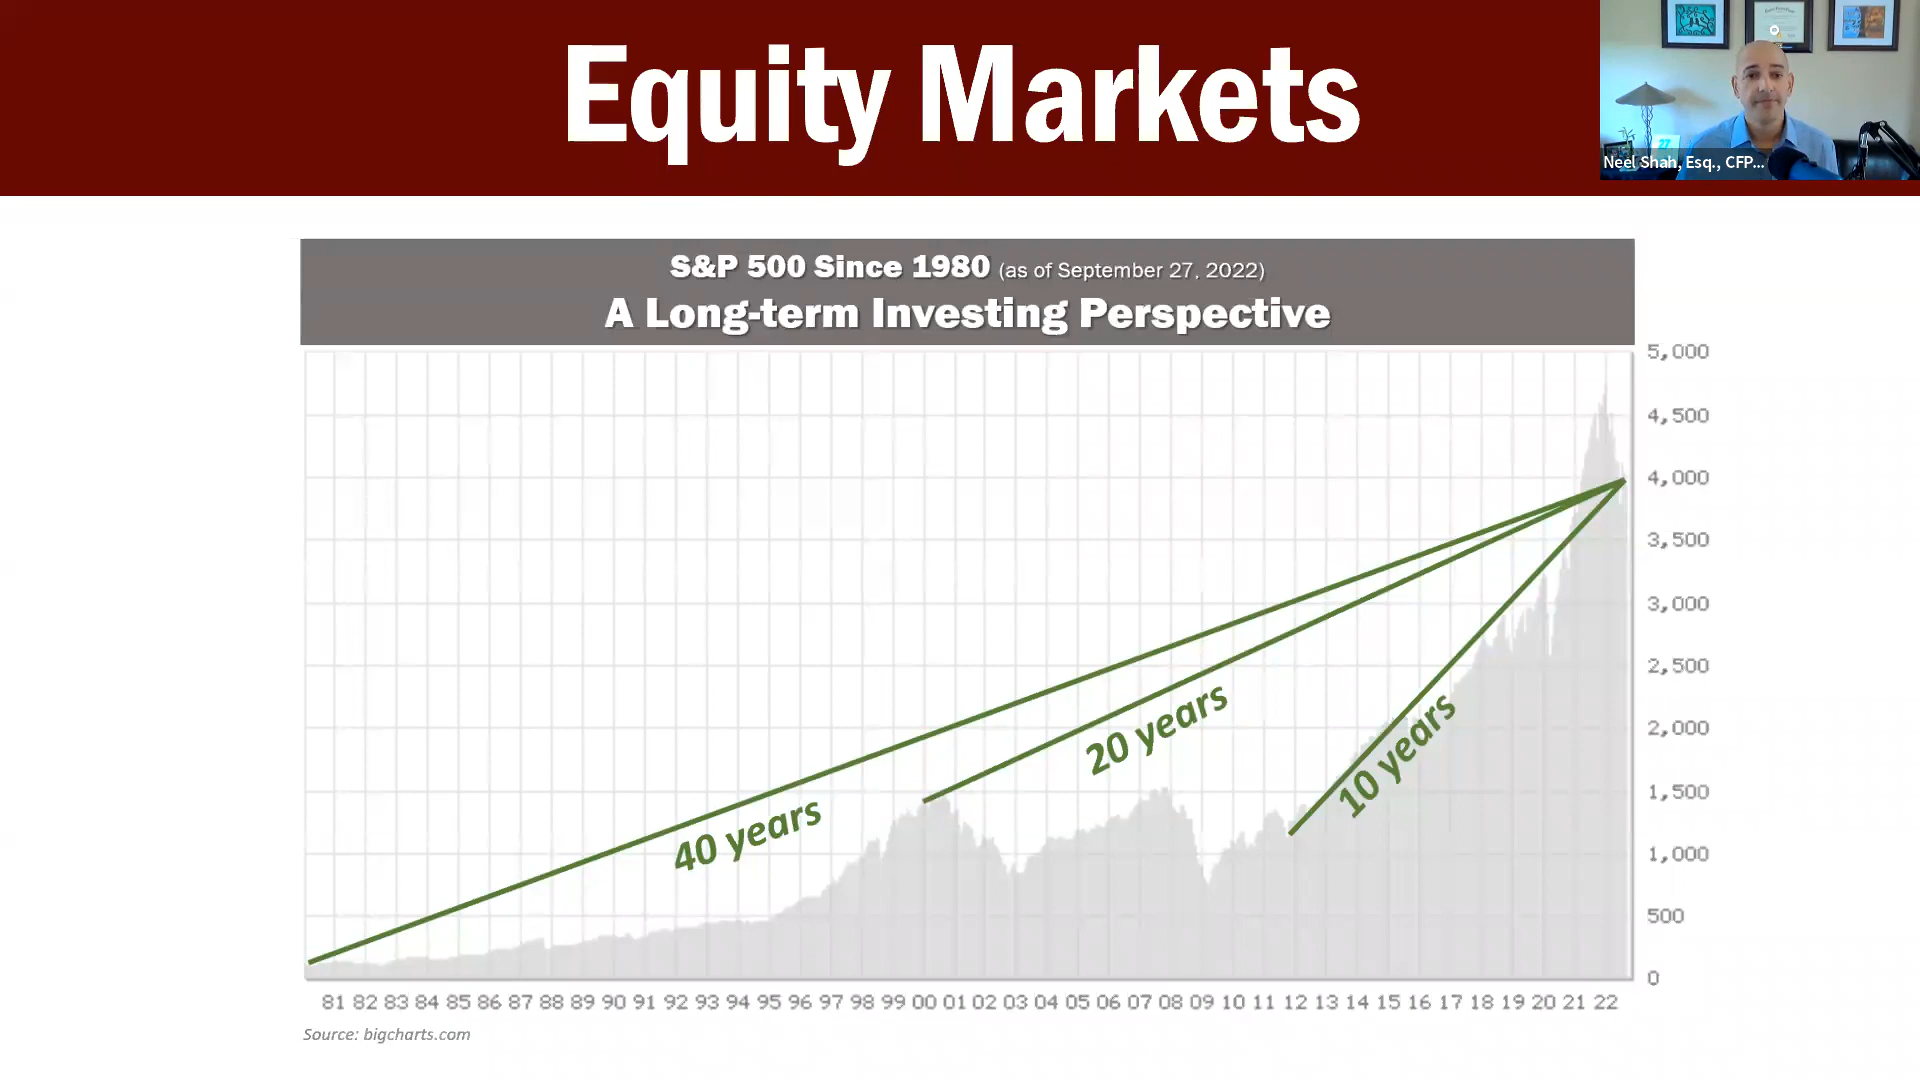 Equity Markets
Neel Shah, Esq., CFP...
27
S&P 500 Since 1980 (as of September 27, 2022)
A Long-term Investing Perspective
5,000
4,500
4,000
3,500
3,000
2,500
2,000
1,500
1,000
500
0
40 years
20 years
10 years
81 82 83 84 85 86 87 88 89 90 91 92 93 94 95 96 97 98 99 00 01 02 03 04 05 06 07 08 09 10 11 12 13 14 15 16 17 18 19 20 21 22
Source: bigcharts.com